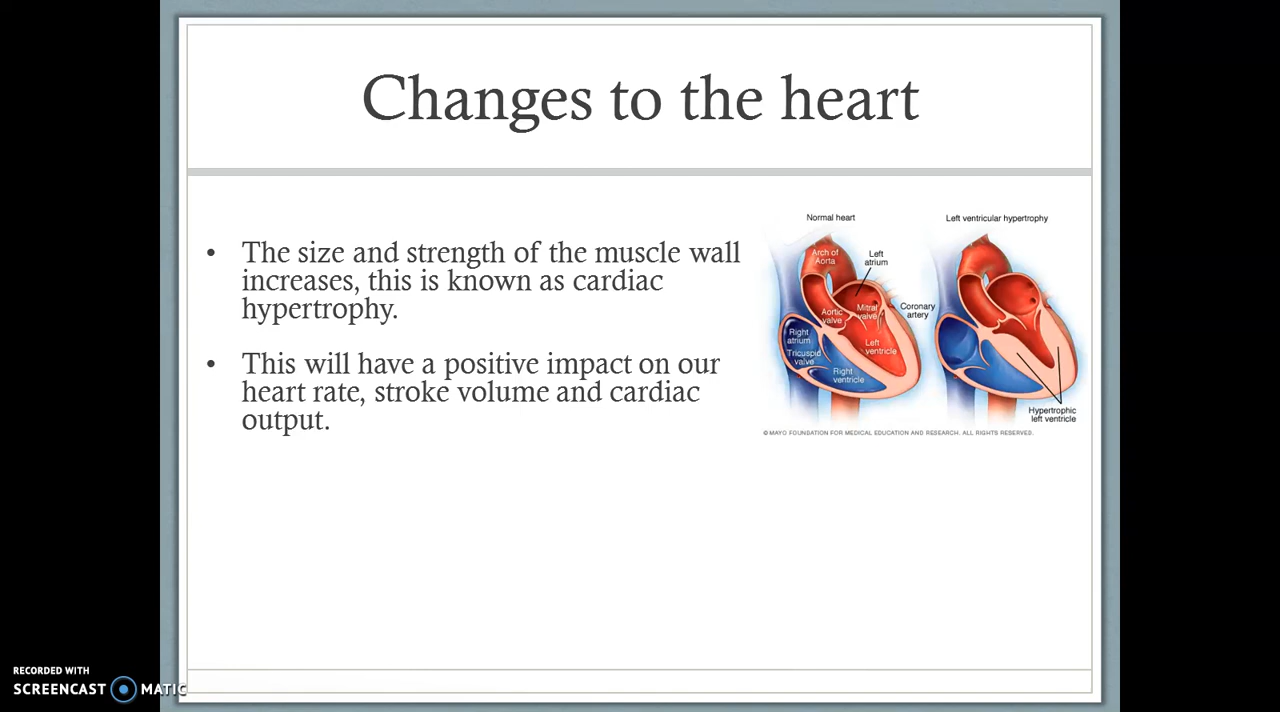 Changes to the heart
• The size and strength of the muscle wall
increases, this is known as cardiac
hypertrophy.
• This will have a positive impact on our
heart rate, stroke volume and cardiac
output.
Normal heart
Arch of
Aorta
Left
atrium
Aortic
valve
Mitral
valve
Coronary
artery
Right
atrium
Tricuspid
valve
Left
ventricle
Right
ventricle
Left ventricular hypertrophy
Hypertrophic
left ventricle
© MAYO FOUNDATION FOR MEDICAL EDUCATION AND RESEARCH. ALL RIGHTS RESERVED.
RECORDED WITH
SCREENCAST MATIC